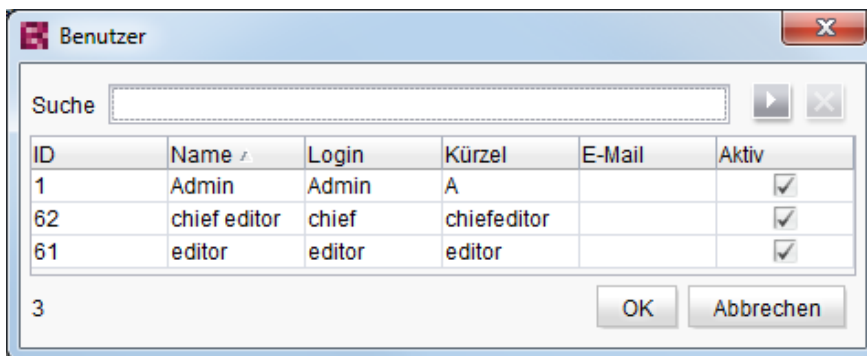 Benutzer
Suche
ID Name Login Kürzel E-Mail Aktiv
1 Admin Admin A
62 chief editor chief chiefeditor
61 editor editor editor
3 OK Abbrechen